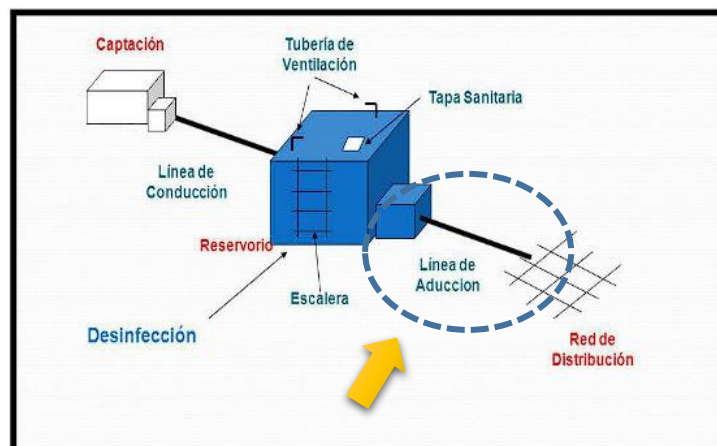 Captación
Tubería de
Ventilación
Tapa Sanitaria
Línea de
Conducción
Reservorio
Escalera
Línea de
Aduccion
Desinfección
Red de
Distribución